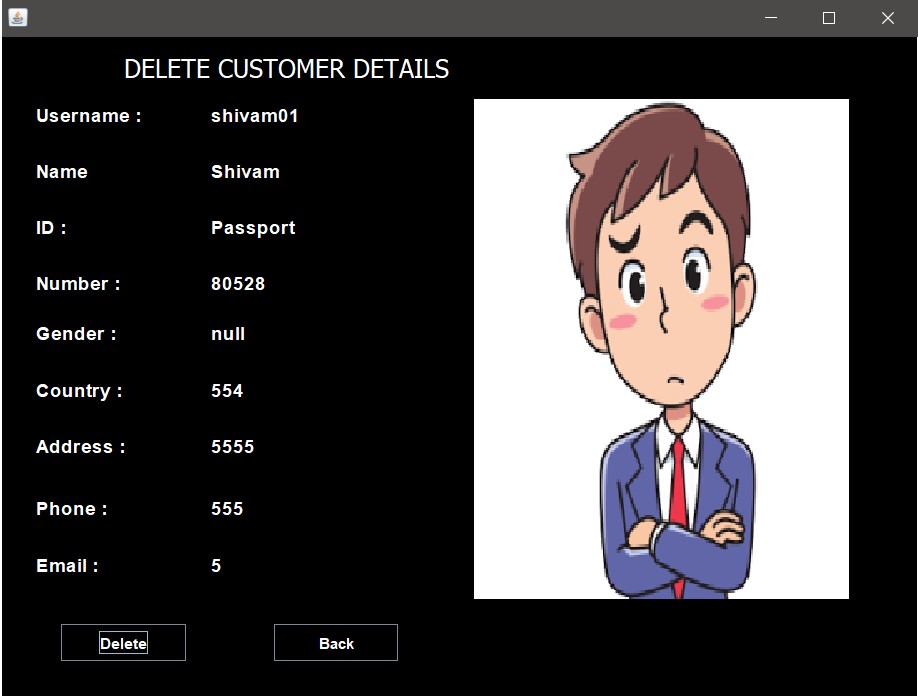 DELETE CUSTOMER DETAILS
Username : shivam01
Name Shivam
ID : Passport
Number : 80528
Gender : null
Country : 554
Address : 5555
Phone : 555
Email : 5
Delete Back